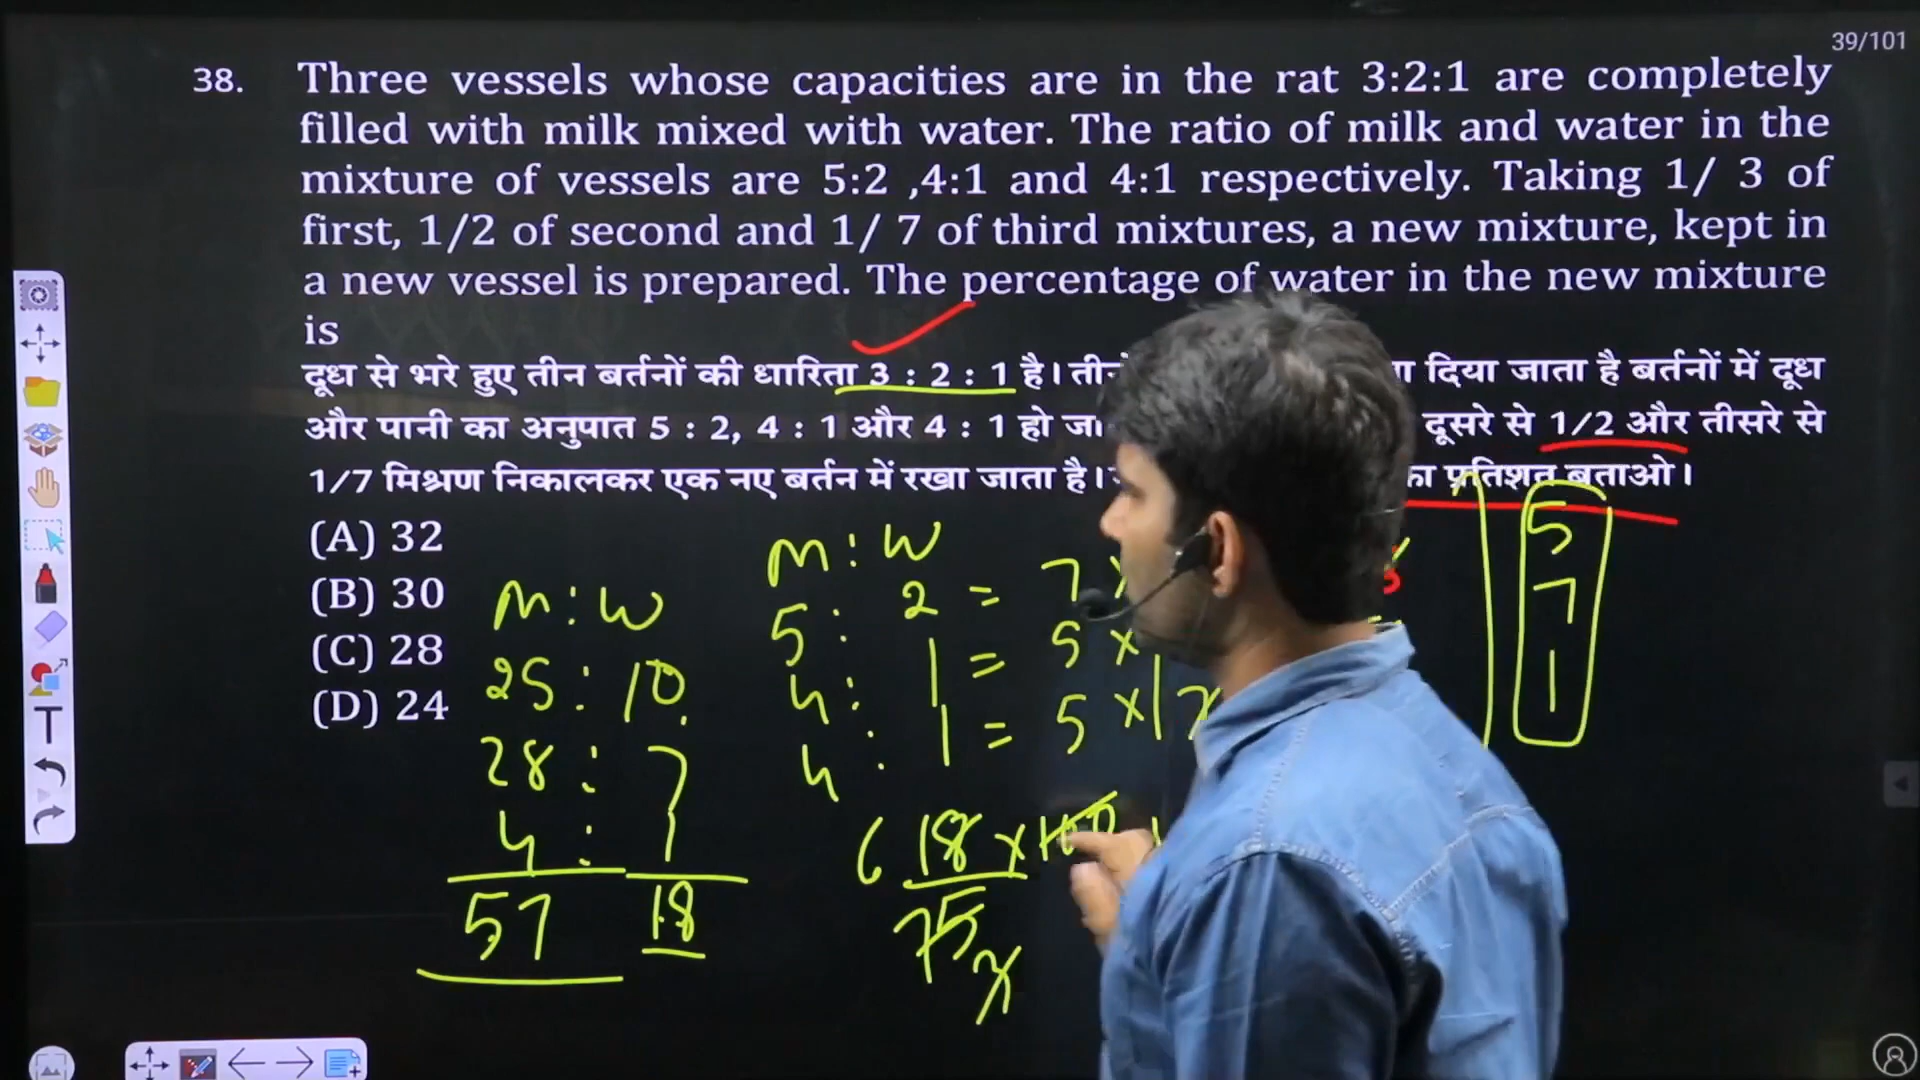 39/101
38. Three vessels whose capacities are in the rat 3:2:1 are completely
filled with milk mixed with water. The ratio of milk and water in the
mixture of vessels are 5:2 ,4:1 and 4:1 respectively. Taking 1/ 3 of
first, 1/2 of second and 1/ 7 of third mixtures, a new mixture, kept in
a new vessel is prepared. The percentage of water in the new mixture
is
दूध से भरे हुए तीन बर्तनों की धारिता 3 : 2 : 1 है। दिया जाता है बर्तनों में दूध
और पानी का अनुपात 5 : 2, 4 : 1 और 4 : 1 हो दूसरे से 1/2 और तीसरे से
1/7 मिश्रण निकालकर एक नए बर्तन में रखा जाता है। का प्रतिशत बताओ।
(A) 32
(B) 30
(C) 28
(D) 24
M : W
25 : 10
28 : 7
4 : 1
57 18
M : W
5 : 2 = 7 x
4 : 1 = 5 x
4 : 1 = 5 x 1
6 18 x 100
75
5
7
1